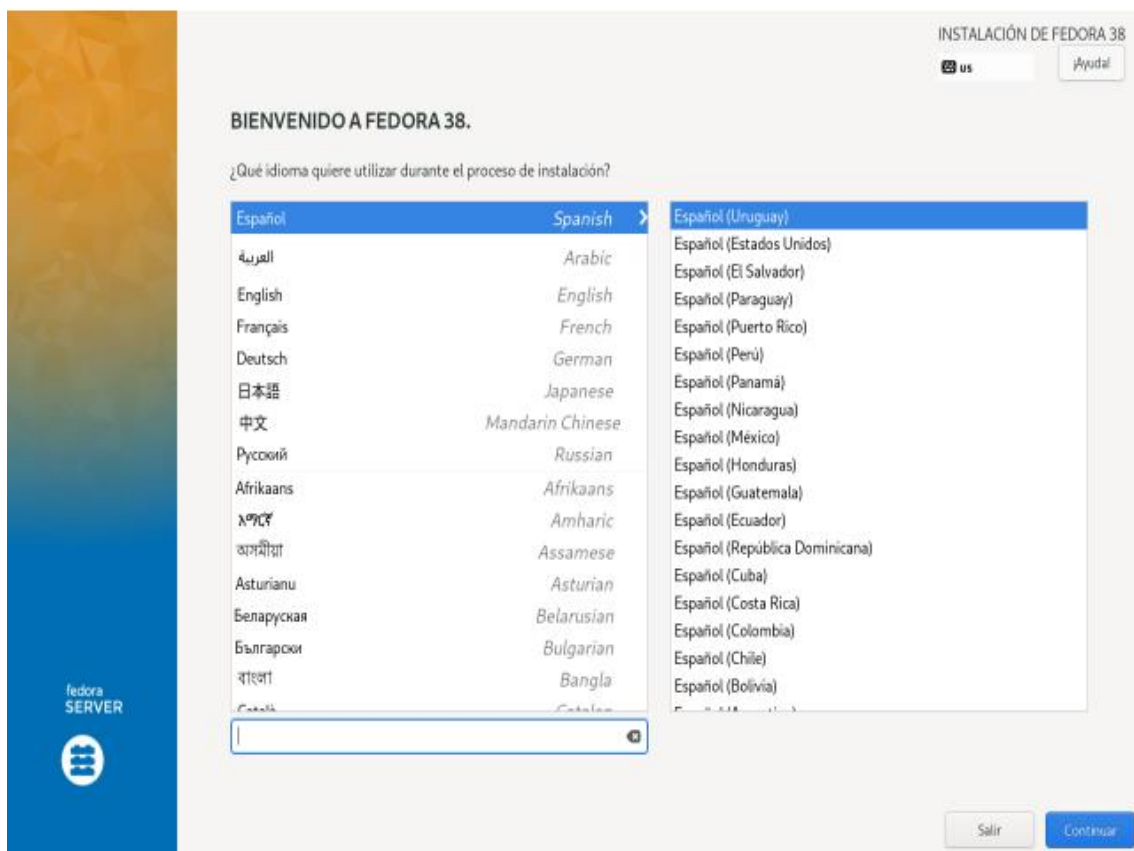 INSTALACIÓN DE FEDORA 38
us
¡Ayuda!
BIENVENIDO A FEDORA 38.
¿Qué idioma quiere utilizar durante el proceso de instalación?
Español Spanish
العربية Arabic
English English
Français French
Deutsch German
日本語 Japanese
中文 Mandarin Chinese
Русский Russian
Afrikaans Afrikaans
አማርኛ Amharic
অসমীয়া Assamese
Asturianu Asturian
Беларуская Belarusian
Български Bulgarian
বাংলা Bangla
Català Catalan
Español (Uruguay)
Español (Estados Unidos)
Español (El Salvador)
Español (Paraguay)
Español (Puerto Rico)
Español (Perú)
Español (Panamá)
Español (Nicaragua)
Español (México)
Español (Honduras)
Español (Guatemala)
Español (Ecuador)
Español (República Dominicana)
Español (Cuba)
Español (Costa Rica)
Español (Colombia)
Español (Chile)
Español (Bolivia)
fedora
SERVER
Salir
Continuar